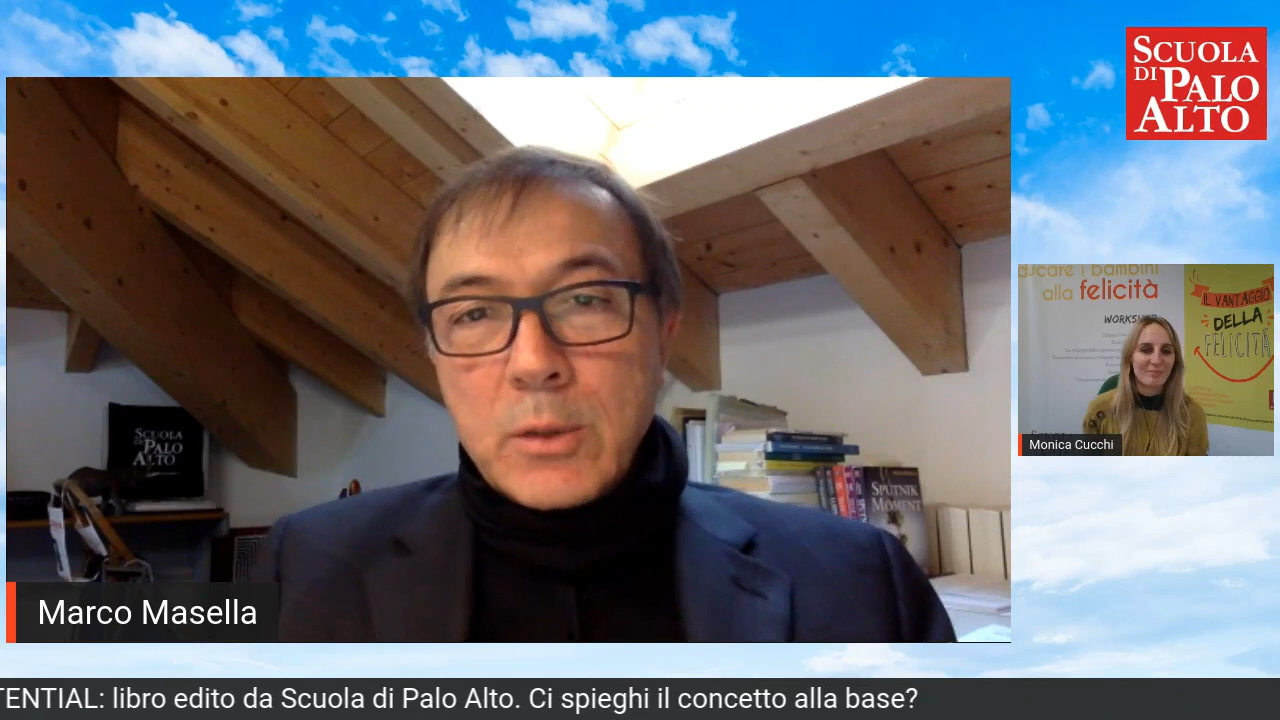 SCUOLA
DI PALO
ALTO
ducare i bambini
alla felicità
WORKSHOP
IL VANTAGGIO
DELLA
FELICITÀ
Monica Cucchi
SCUOLA
DI PALO
ALTO
SPUTNIK
MOMENT
Marco Masella
TENTIAL: libro edito da Scuola di Palo Alto. Ci spieghi il concetto alla base?